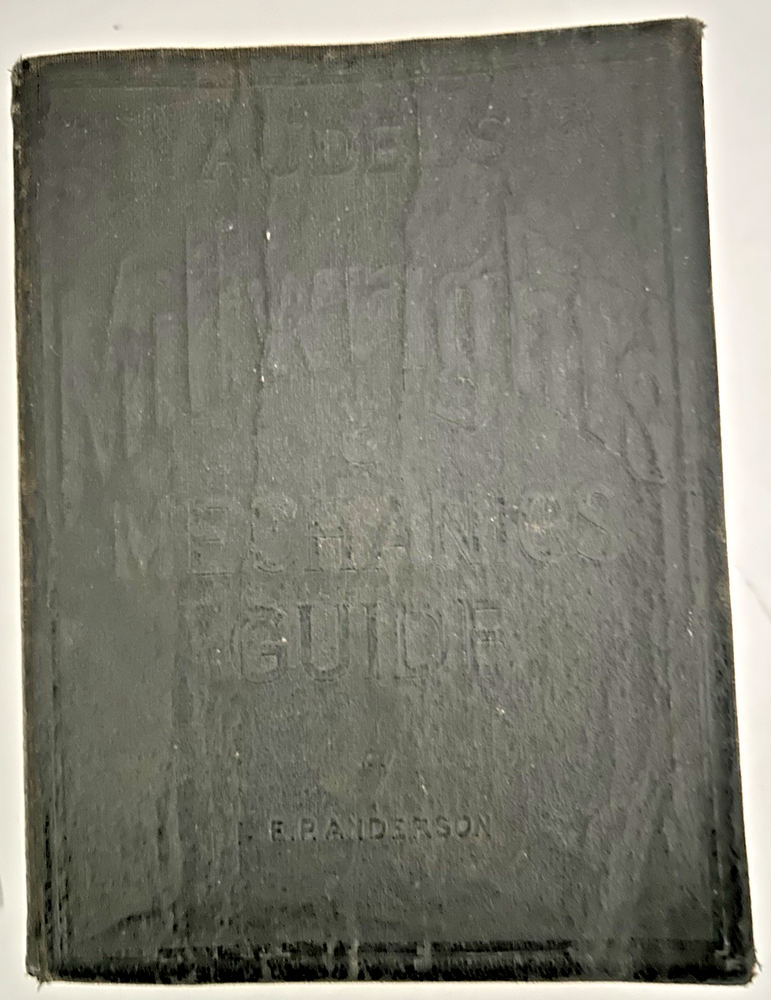 AUDELS
Millwrights
&
MECHANICS
GUIDE
E.P. ANDERSON